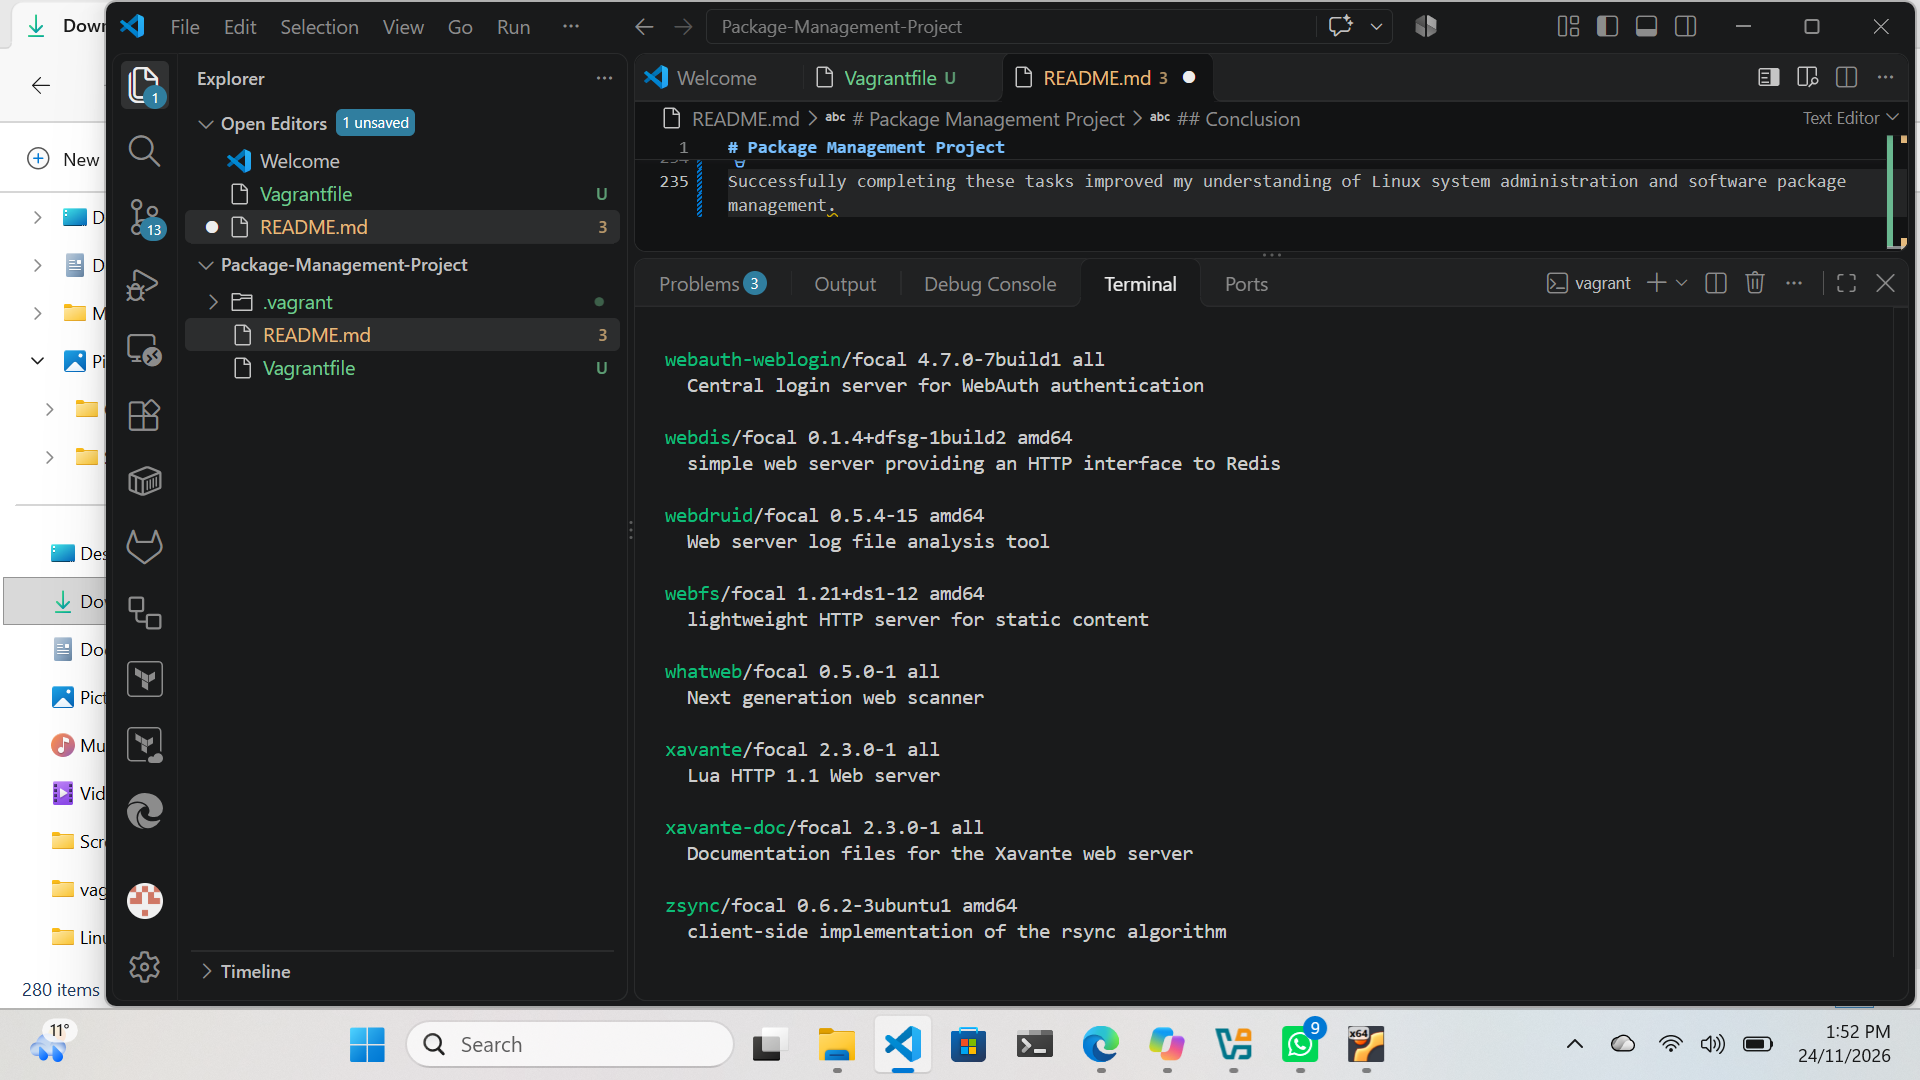 Down
File Edit Selection View Go Run ···
Package-Management-Project
New
280 items
1
13
Explorer
Open Editors 1 unsaved
Welcome
Vagrantfile U
README.md 3
Package-Management-Project
.vagrant
README.md 3
Vagrantfile U
Timeline
Welcome
Vagrantfile U
README.md 3
README.md > abc # Package Management Project > abc ## Conclusion
Text Editor
1 # Package Management Project
235 Successfully completing these tasks improved my understanding of Linux system administration and software package
management.
Problems 3 Output Debug Console Terminal Ports
vagrant
webauth-weblogin/focal 4.7.0-7build1 all
Central login server for WebAuth authentication
webdis/focal 0.1.4+dfsg-1build2 amd64
simple web server providing an HTTP interface to Redis
webdruid/focal 0.5.4-15 amd64
Web server log file analysis tool
webfs/focal 1.21+ds1-12 amd64
lightweight HTTP server for static content
whatweb/focal 0.5.0-1 all
Next generation web scanner
xavante/focal 2.3.0-1 all
Lua HTTP 1.1 Web server
xavante-doc/focal 2.3.0-1 all
Documentation files for the Xavante web server
zsync/focal 0.6.2-3ubuntu1 amd64
client-side implementation of the rsync algorithm
11°
Search
9
x64
1:52 PM
24/11/2026